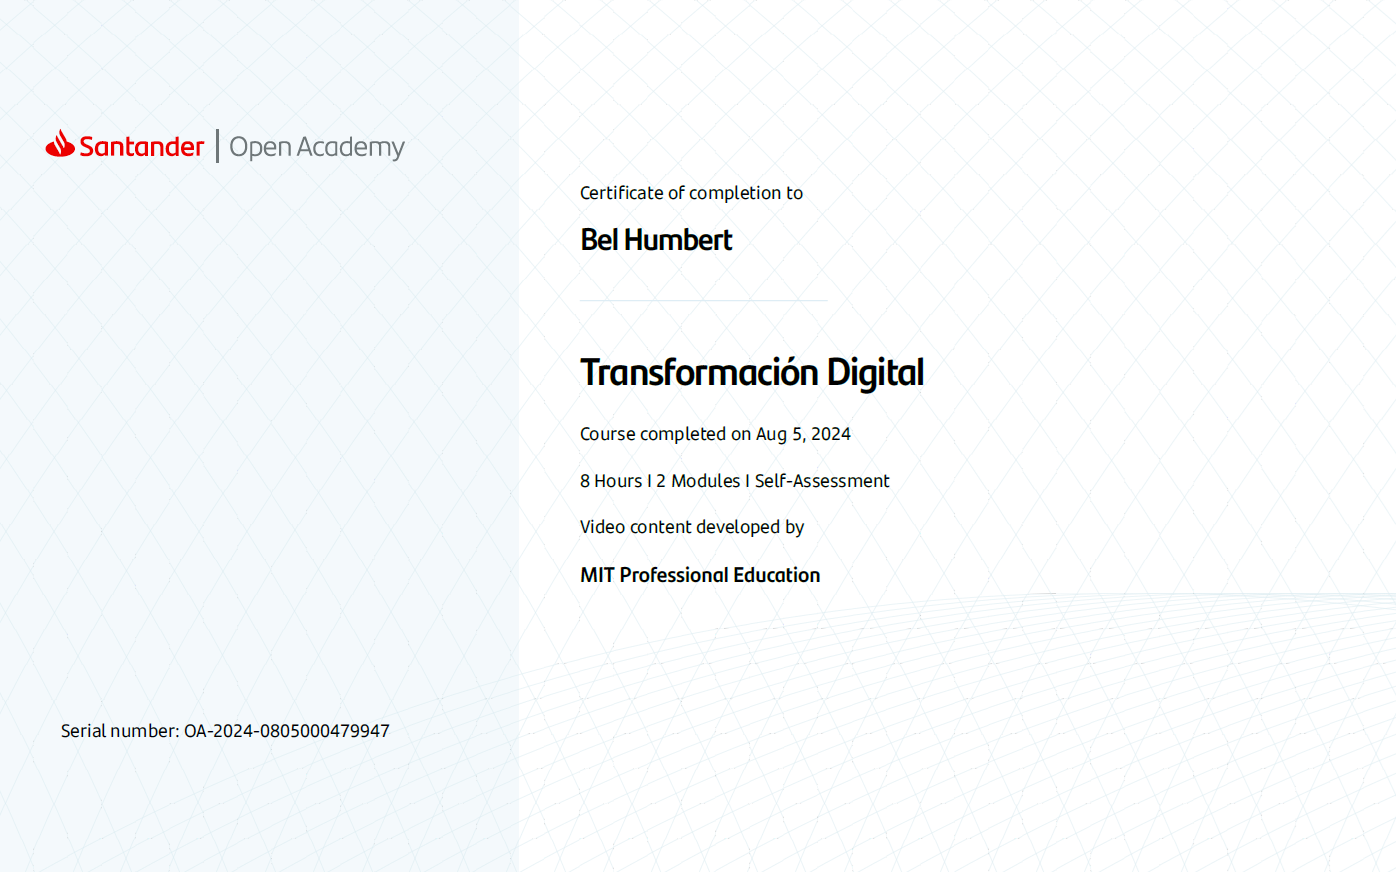 Santander | Open Academy
Certificate of completion to
Bel Humbert
Transformación Digital
Course completed on Aug 5, 2024
8 Hours I 2 Modules I Self-Assessment
Video content developed by
MIT Professional Education
Serial number: OA-2024-0805000479947